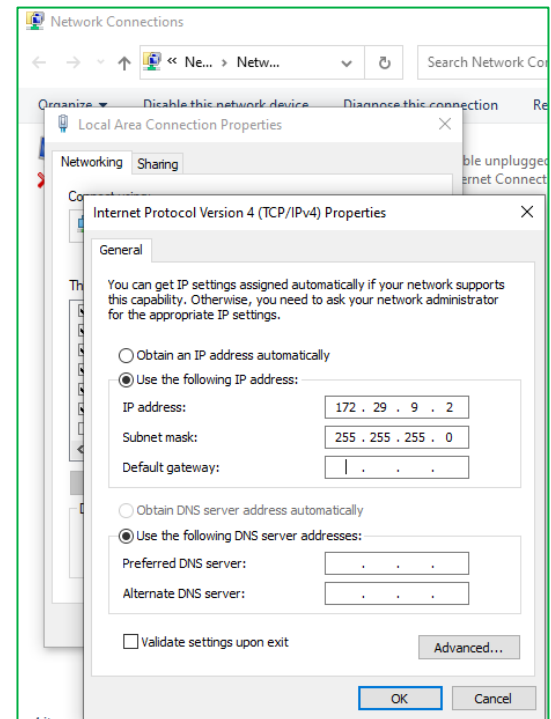 Network Connections
« Ne... › Netw...
Search Network Con
Organize Disable this network device Diagnose this connection Re
Local Area Connection Properties
Networking Sharing
ble unplugged
ernet Connect
Internet Protocol Version 4 (TCP/IPv4) Properties
General
You can get IP settings assigned automatically if your network supports
this capability. Otherwise, you need to ask your network administrator
for the appropriate IP settings.
Obtain an IP address automatically
Use the following IP address:
IP address: 172 . 29 . 9 . 2
Subnet mask: 255 . 255 . 255 . 0
Default gateway: . . .
Obtain DNS server address automatically
Use the following DNS server addresses:
Preferred DNS server: . . .
Alternate DNS server: . . .
Validate settings upon exit
Advanced...
OK Cancel